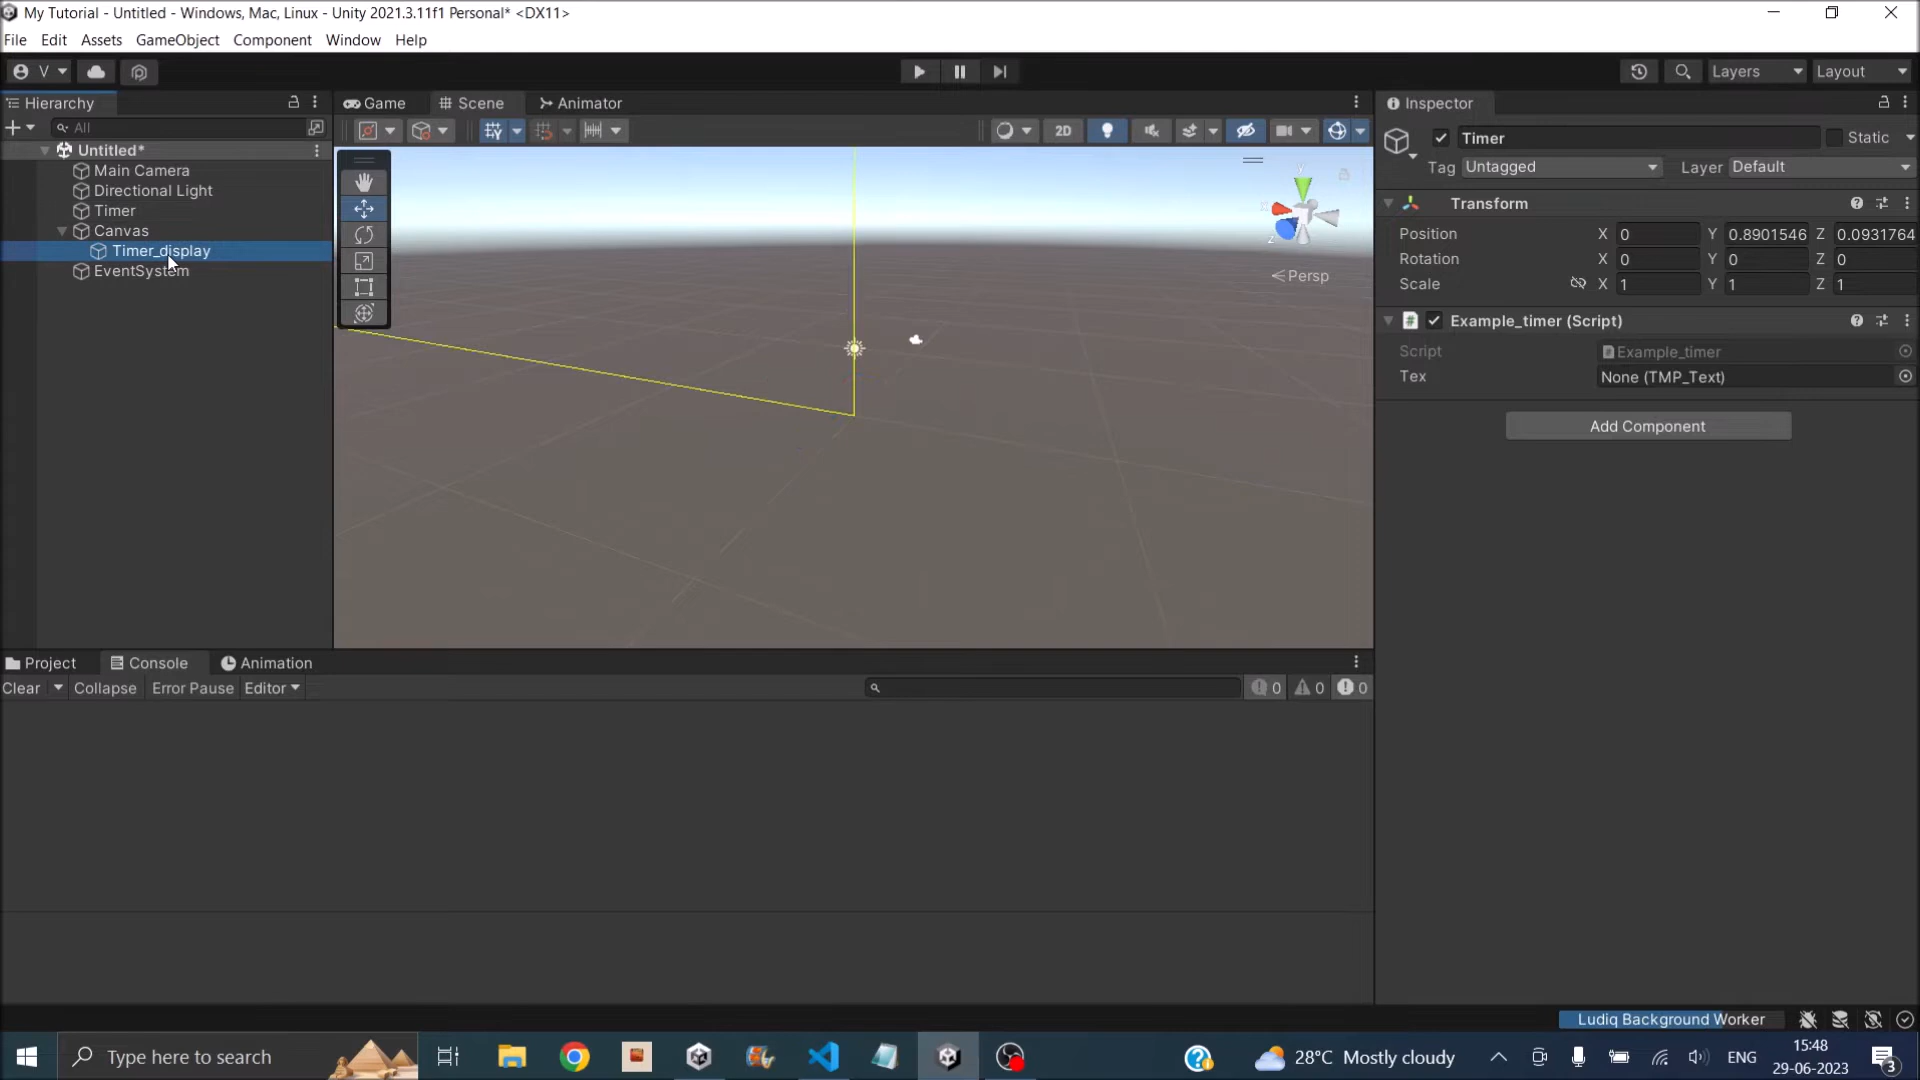 My Tutorial - Untitled - Windows, Mac, Linux - Unity 2021.3.11f1 Personal* <DX11>
File Edit Assets GameObject Component Window Help
V Layers Layout
Hierarchy
All
Untitled*
Main Camera
Directional Light
Timer
Canvas
Timer_display
EventSystem
Game Scene Animator
2D
y
x
z
Persp
Inspector
Timer Static
Tag Untagged Layer Default
Transform
Position X 0 Y 0.8901546 Z 0.0931764
Rotation X 0 Y 0 Z 0
Scale X 1 Y 1 Z 1
Example_timer (Script)
Script Example_timer
Tex None (TMP_Text)
Add Component
Project Console Animation
Clear Collapse Error Pause Editor 0 0 0
Ludiq Background Worker
Type here to search
28°C Mostly cloudy
ENG
15:48
29-06-2023
3